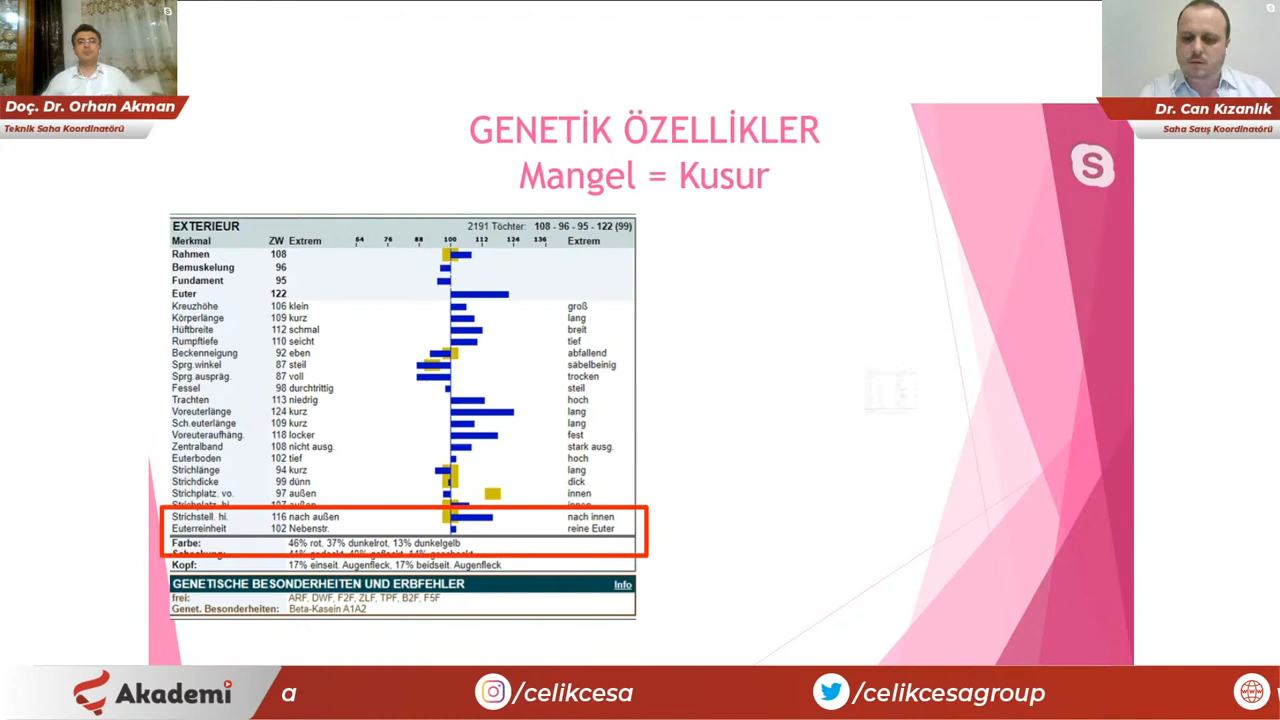 Doç. Dr. Orhan Akman
Teknik Saha Koordinatörü
Dr. Can Kızanlık
Saha Satış Koordinatörü
GENETİK ÖZELLİKLER
Mangel = Kusur
EXTERIEUR 2191 Töchter: 108 - 96 - 95 - 122 (99)
Merkmal ZW Extrem 64 76 88 100 112 124 136 Extrem
Rahmen 108
Bemuskelung 96
Fundament 95
Euter 122
Kreuzhöhe 106 klein groß
Körperlänge 109 kurz lang
Hüftbreite 112 schmal breit
Rumpftiefe 110 seicht tief
Beckenneigung 92 eben abfallend
Sprg.winkel 87 steil säbelbeinig
Sprg.auspräg. 87 voll trocken
Fessel 98 durchtrittig steil
Trachten 113 niedrig hoch
Voreuterlänge 124 kurz lang
Sch.euterlänge 109 kurz lang
Voreuteraufhäng. 118 locker fest
Zentralband 108 nicht ausg. stark ausg.
Euterboden 102 tief hoch
Strichlänge 94 kurz lang
Strichdicke 99 dünn dick
Strichplatz. vo. 97 außen innen
Strichplatz. hi. 107 außen innen
Strichstell. hi. 116 nach außen nach innen
Euterreinheit 102 Nebenstr. reine Euter
Farbe: 46% rot, 37% dunkelrot, 13% dunkelgelb
Kopf: 17% einseit. Augenfleck, 17% beidseit. Augenfleck
GENETISCHE BESONDERHEITEN UND ERBFEHLER Info
frei: ARF, DWF, F2F, ZLF, TPF, B2F, F5F
Genet. Besonderheiten: Beta-Kasein A1A2
Akademi
a
/celikcesa
/celikcesagroup